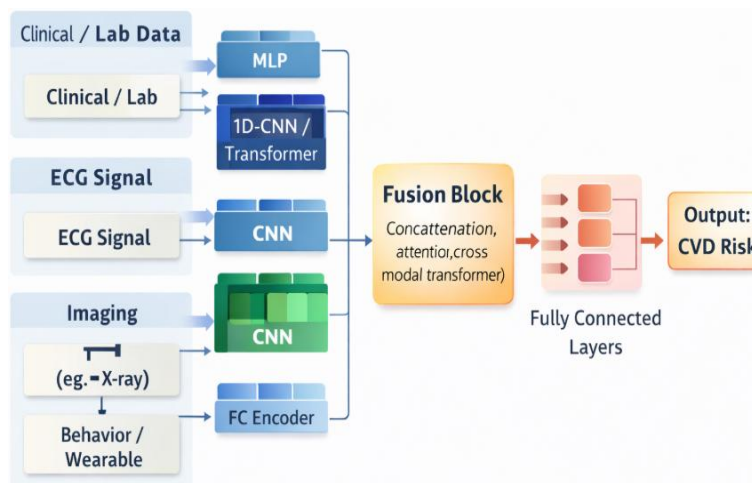 Clinical / Lab Data
Clinical / Lab
MLP
1D-CNN /
Transformer
ECG Signal
ECG Signal
CNN
Imaging
(eg.-X-ray)
Behavior /
Wearable
CNN
FC Encoder
Fusion Block
Concattenation,
attentior,cross
modal transformer)
Fully Connected
Layers
Output:
CVD Risk